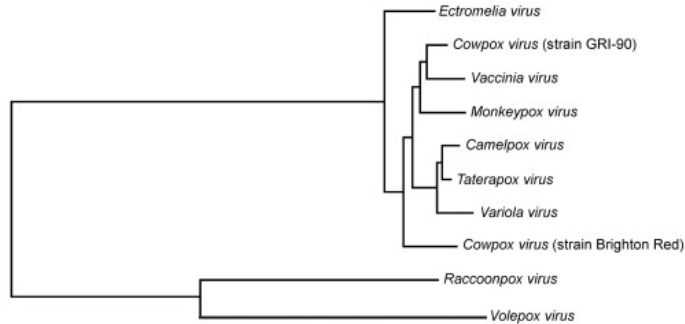 Ectromelia virus
Cowpox virus (strain GRI-90)
Vaccinia virus
Monkeypox virus
Camelpox virus
Taterapox virus
Variola virus
Cowpox virus (strain Brighton Red)
Raccoonpox virus
Volepox virus